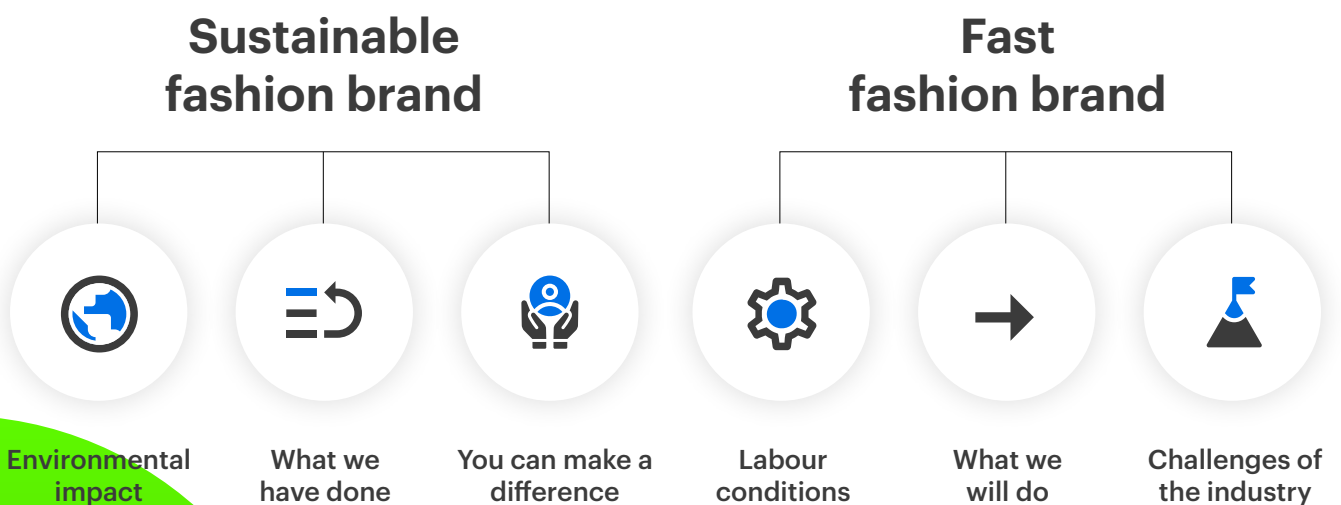 Sustainable
fashion brand
Fast
fashion brand
Environmental
impact
What we
have done
You can make a
difference
Labour
conditions
What we
will do
Challenges of
the industry